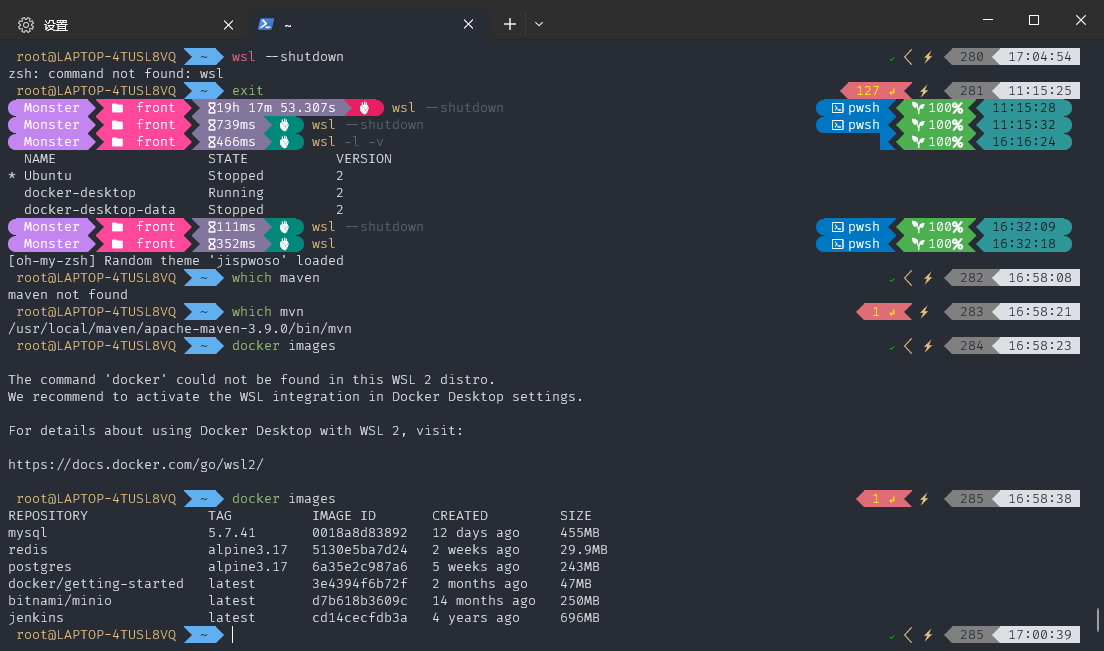 设置
~
root@LAPTOP-4TUSL8VQ ~ wsl --shutdown 280 17:04:54
zsh: command not found: wsl
root@LAPTOP-4TUSL8VQ ~ exit 127 281 11:15:25
Monster front 19h 17m 53.307s wsl --shutdown pwsh 100% 11:15:28
Monster front 739ms wsl --shutdown pwsh 100% 11:15:32
Monster front 466ms wsl -l -v 100% 16:16:24
NAME STATE VERSION
* Ubuntu Stopped 2
docker-desktop Running 2
docker-desktop-data Stopped 2
Monster front 111ms wsl --shutdown pwsh 100% 16:32:09
Monster front 352ms wsl pwsh 100% 16:32:18
[oh-my-zsh] Random theme 'jispwoso' loaded
root@LAPTOP-4TUSL8VQ ~ which maven 282 16:58:08
maven not found
root@LAPTOP-4TUSL8VQ ~ which mvn 1 283 16:58:21
/usr/local/maven/apache-maven-3.9.0/bin/mvn
root@LAPTOP-4TUSL8VQ ~ docker images 284 16:58:23
The command 'docker' could not be found in this WSL 2 distro.
We recommend to activate the WSL integration in Docker Desktop settings.
For details about using Docker Desktop with WSL 2, visit:
https://docs.docker.com/go/wsl2/
root@LAPTOP-4TUSL8VQ ~ docker images 1 285 16:58:38
REPOSITORY TAG IMAGE ID CREATED SIZE
mysql 5.7.41 0018a8d83892 12 days ago 455MB
redis alpine3.17 5130e5ba7d24 2 weeks ago 29.9MB
postgres alpine3.17 6a35e2c987a6 5 weeks ago 243MB
docker/getting-started latest 3e4394f6b72f 2 months ago 47MB
bitnami/minio latest d7b618b3609c 14 months ago 250MB
jenkins latest cd14cecfdb3a 4 years ago 696MB
root@LAPTOP-4TUSL8VQ ~ 285 17:00:39